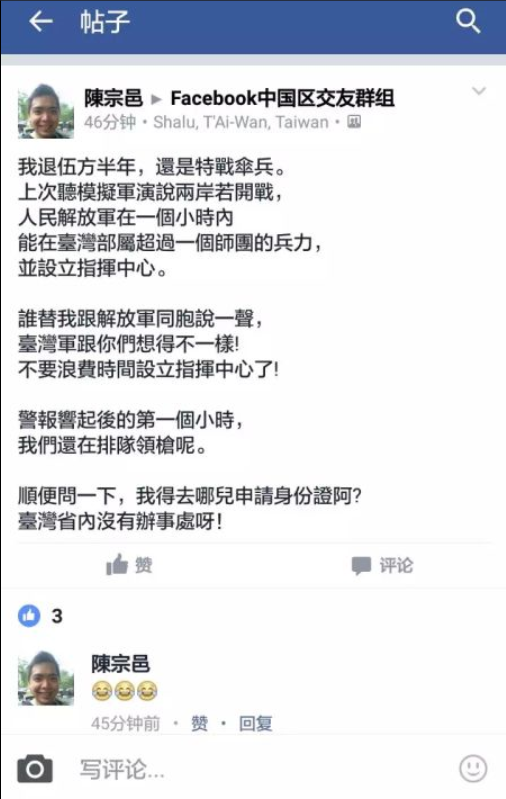 帖子
陳宗邑 ▸ Facebook中国区交友群组
46分钟 · Shalu, T'Ai-Wan, Taiwan ·
我退伍方半年，還是特戰傘兵。
上次聽模擬軍演說兩岸若開戰，
人民解放軍在一個小時內
能在臺灣部屬超過一個師團的兵力，
並設立指揮中心。
誰替我跟解放軍同胞說一聲，
臺灣軍跟你們想得不一樣!
不要浪費時間設立指揮中心了!
警報響起後的第一個小時，
我們還在排隊領槍呢。
順便問一下，我得去哪兒申請身份證阿?
臺灣省內沒有辦事處呀!
赞 评论
3
陳宗邑
😂😂😂
45分钟前 · 赞 · 回复
写评论...